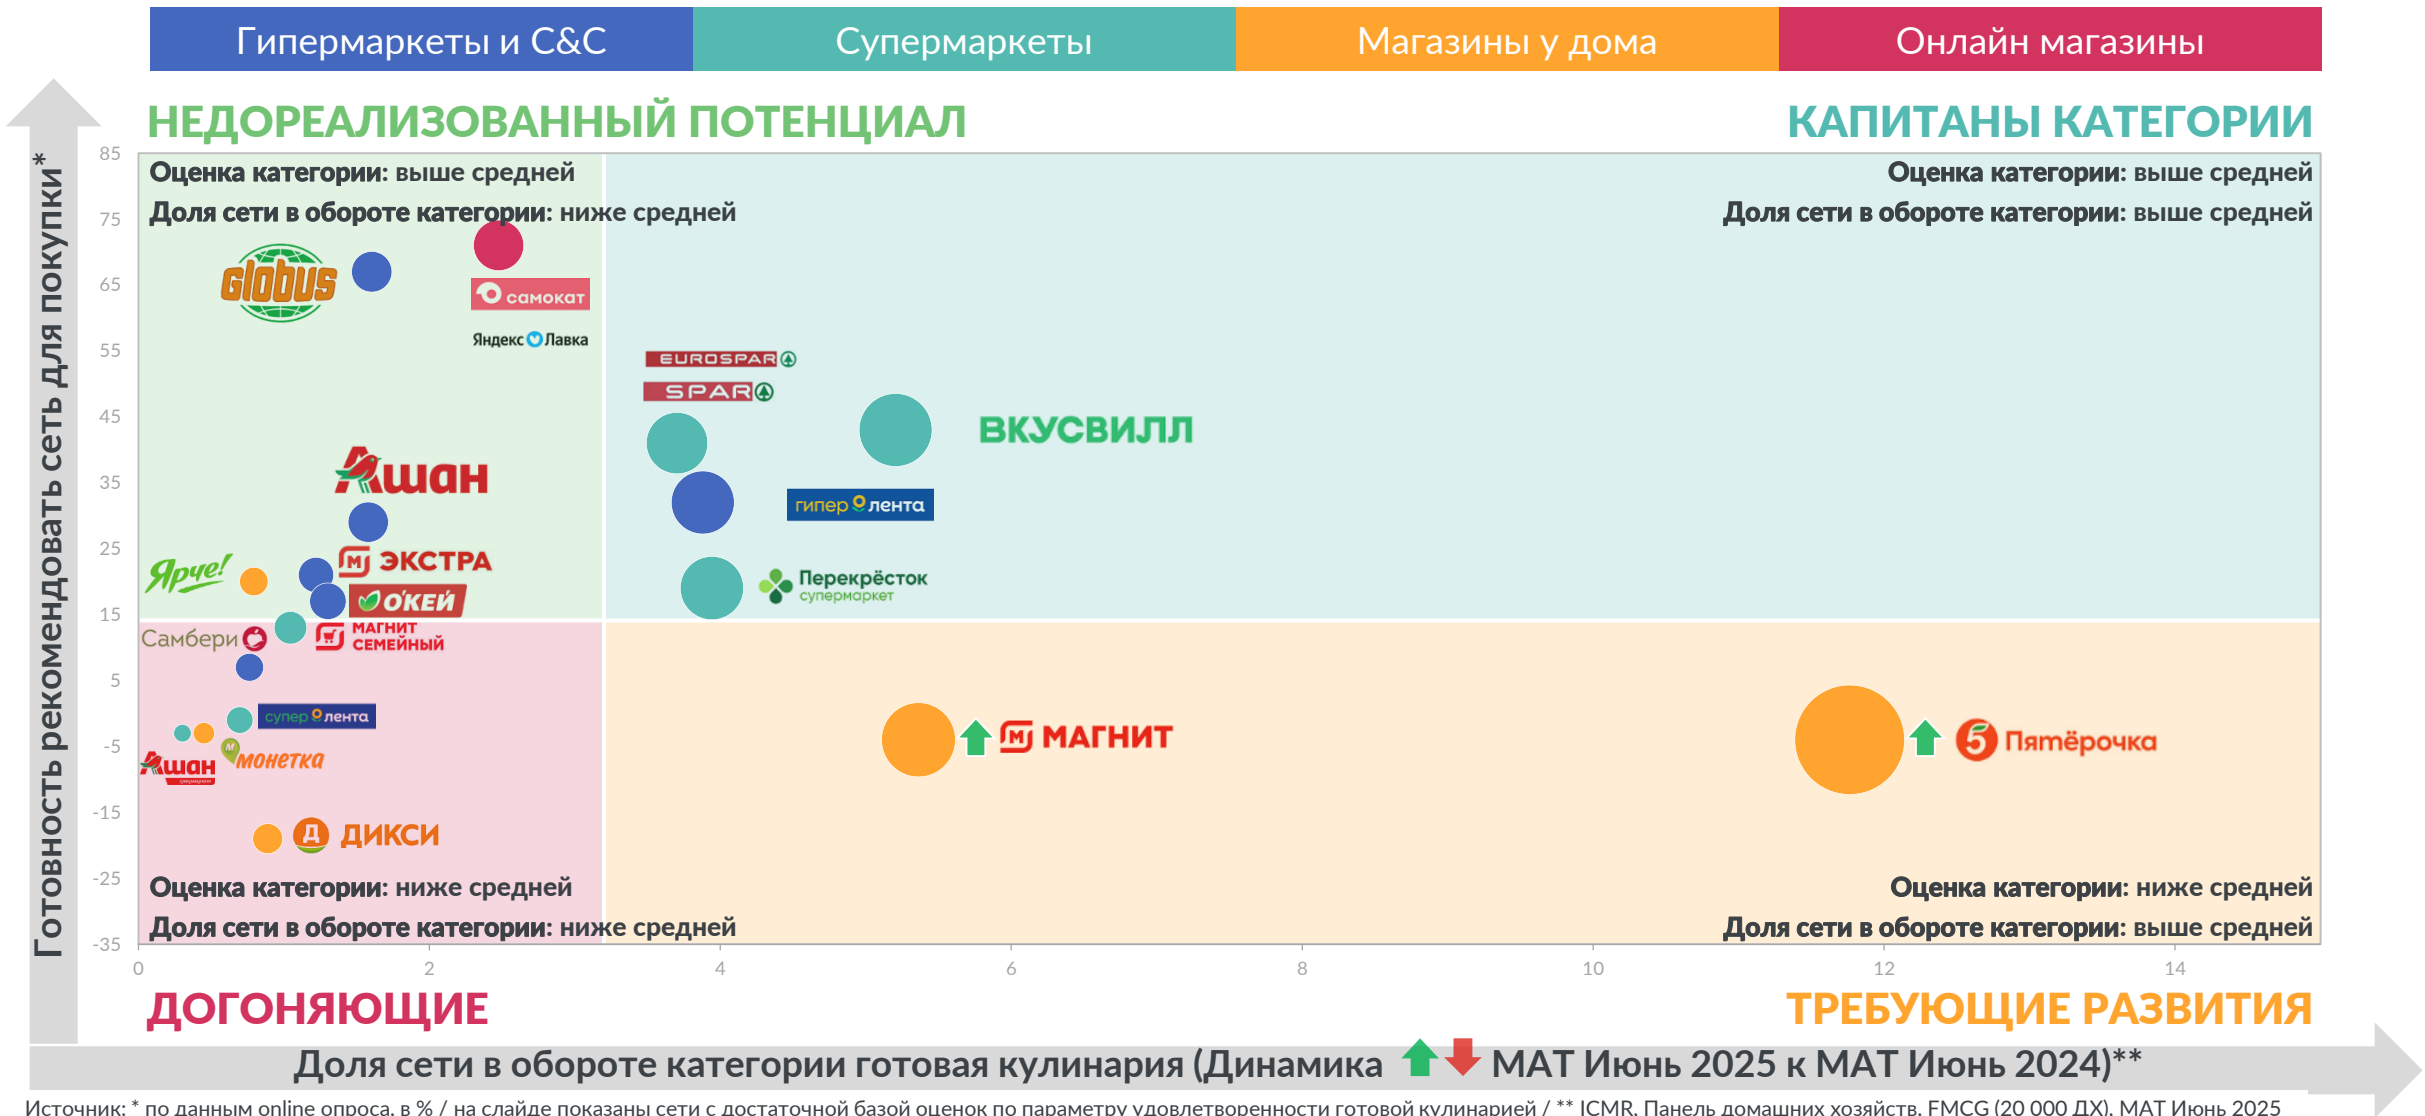 Гипермаркеты и C&C
Супермаркеты
Магазины у дома
Онлайн магазины
НЕДОРЕАЛИЗОВАННЫЙ ПОТЕНЦИАЛ
КАПИТАНЫ КАТЕГОРИИ
Готовность рекомендовать сеть для покупки*
85
75
65
55
45
35
25
15
5
-5
-15
-25
-35
Оценка категории: выше средней
Доля сети в обороте категории: ниже средней
Оценка категории: выше средней
Доля сети в обороте категории: выше средней
GLOBUS
самокат
Яндекс Лавка
EUROSPAR
SPAR
ВКУСВИЛЛ
Ашан
гипер лента
М ЭКСТРА
Ярче!
О'КЕЙ
Перекрёсток
супермаркет
Самбери
МАГНИТ
СЕМЕЙНЫЙ
супер лента
Ашан
М
монетка
М МАГНИТ
5 Пятёрочка
Д ДИКСИ
Оценка категории: ниже средней
Доля сети в обороте категории: ниже средней
Оценка категории: ниже средней
Доля сети в обороте категории: выше средней
0
2
4
6
8
10
12
14
ДОГОНЯЮЩИЕ
ТРЕБУЮЩИЕ РАЗВИТИЯ
Доля сети в обороте категории готовая кулинария (Динамика МАТ Июнь 2025 к МАТ Июнь 2024)**
Источник: * по данным online опроса, в % / на слайде показаны сети с достаточной базой оценок по параметру удовлетворенности готовой кулинарией / ** ICMR, Панель домашних хозяйств, FMCG (20 000 ДХ), МАТ Июнь 2025